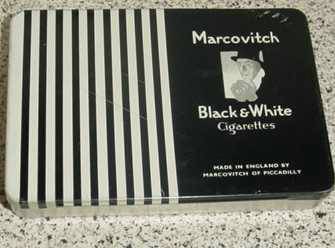 Marcovitch
Black & White
Cigarettes
MADE IN ENGLAND BY
MARCOVITCH OF PICCADILLY